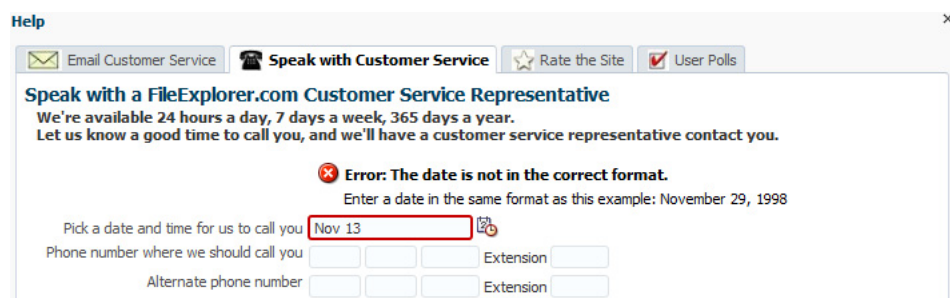 Help
Email Customer Service Speak with Customer Service Rate the Site User Polls
Speak with a FileExplorer.com Customer Service Representative
We're available 24 hours a day, 7 days a week, 365 days a year.
Let us know a good time to call you, and we'll have a customer service representative contact you.
Error: The date is not in the correct format.
Enter a date in the same format as this example: November 29, 1998
Pick a date and time for us to call you Nov 13
Phone number where we should call you Extension
Alternate phone number Extension